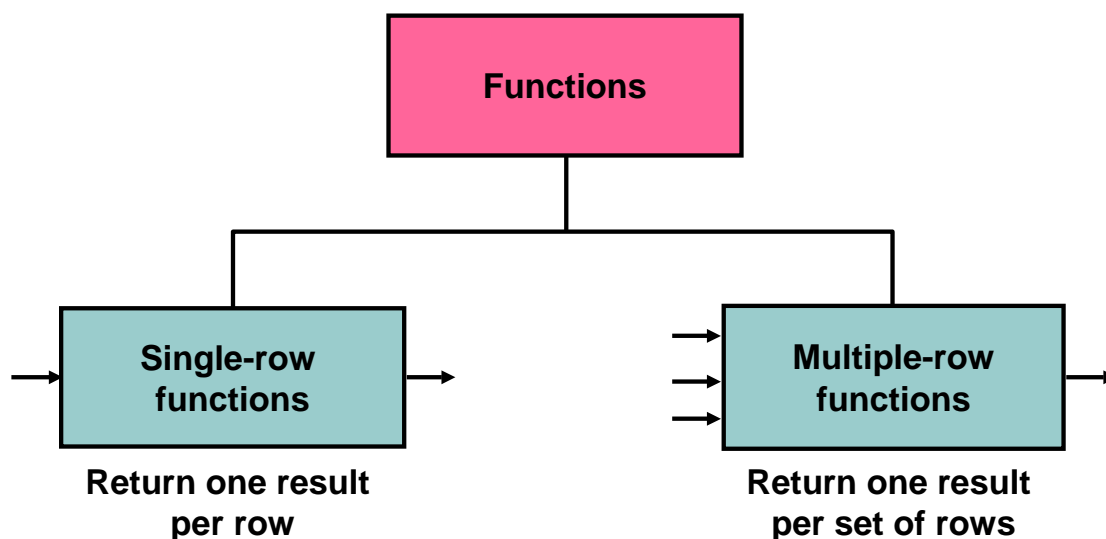 Functions
Single-row
functions
Multiple-row
functions
Return one result
per row
Return one result
per set of rows